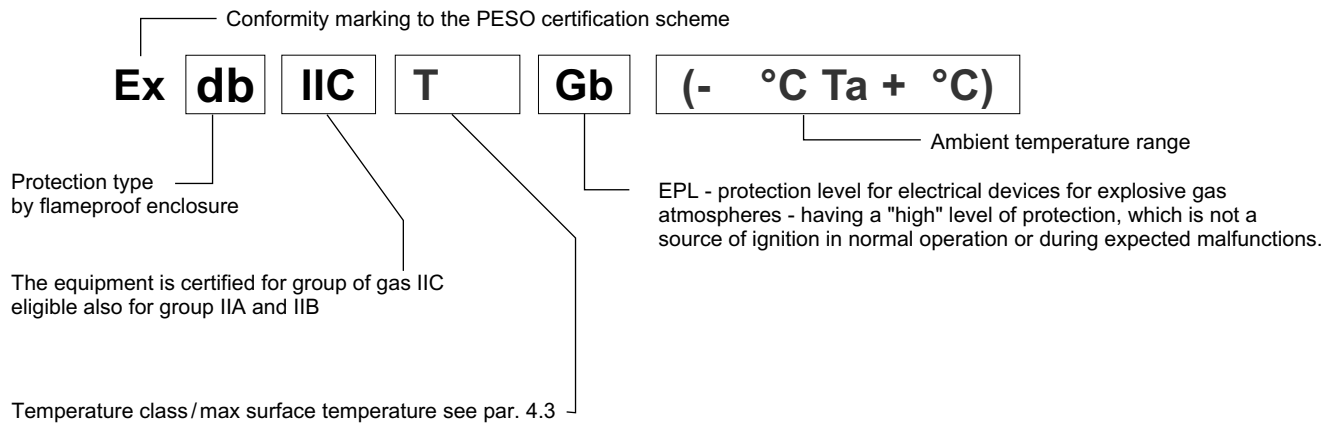 Conformity marking to the PESO certification scheme
Ex db IIC T Gb (- °C Ta + °C)
Ambient temperature range
Protection type
by flameproof enclosure
EPL - protection level for electrical devices for explosive gas
atmospheres - having a "high" level of protection, which is not a
source of ignition in normal operation or during expected malfunctions.
The equipment is certified for group of gas IIC
eligible also for group IIA and IIB
Temperature class/max surface temperature see par. 4.3